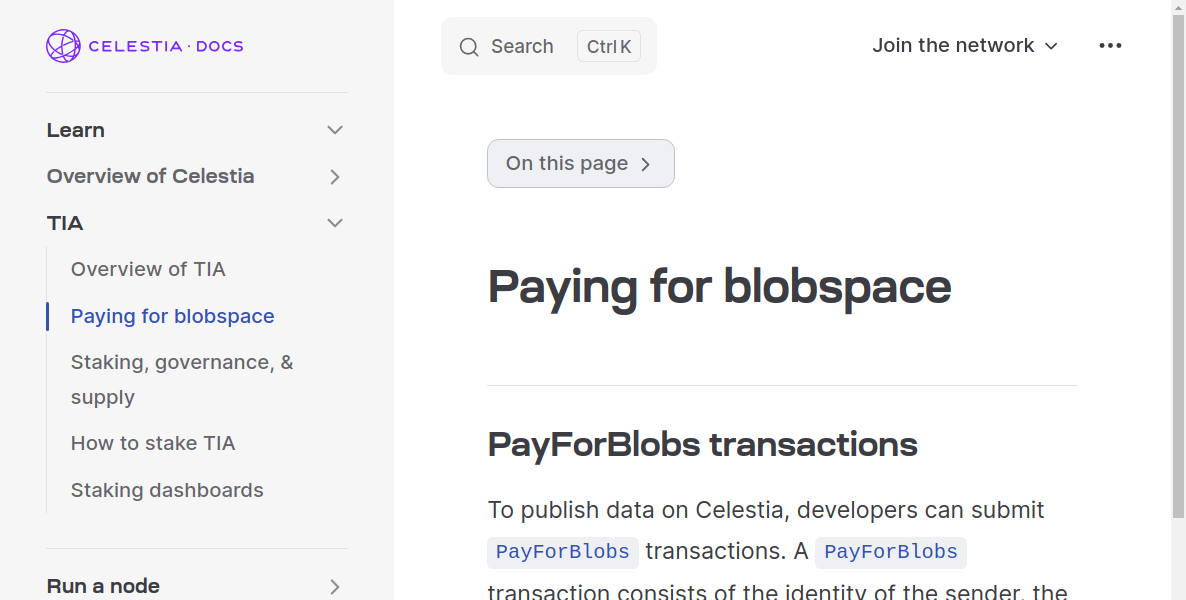 CELESTIA · DOCS
Learn
Overview of Celestia
TIA
Overview of TIA
Paying for blobspace
Staking, governance, &
supply
How to stake TIA
Staking dashboards
Run a node
Search Ctrl K
Join the network
On this page
Paying for blobspace
PayForBlobs transactions
To publish data on Celestia, developers can submit
PayForBlobs transactions. A PayForBlobs
transaction consists of the identity of the sender, the